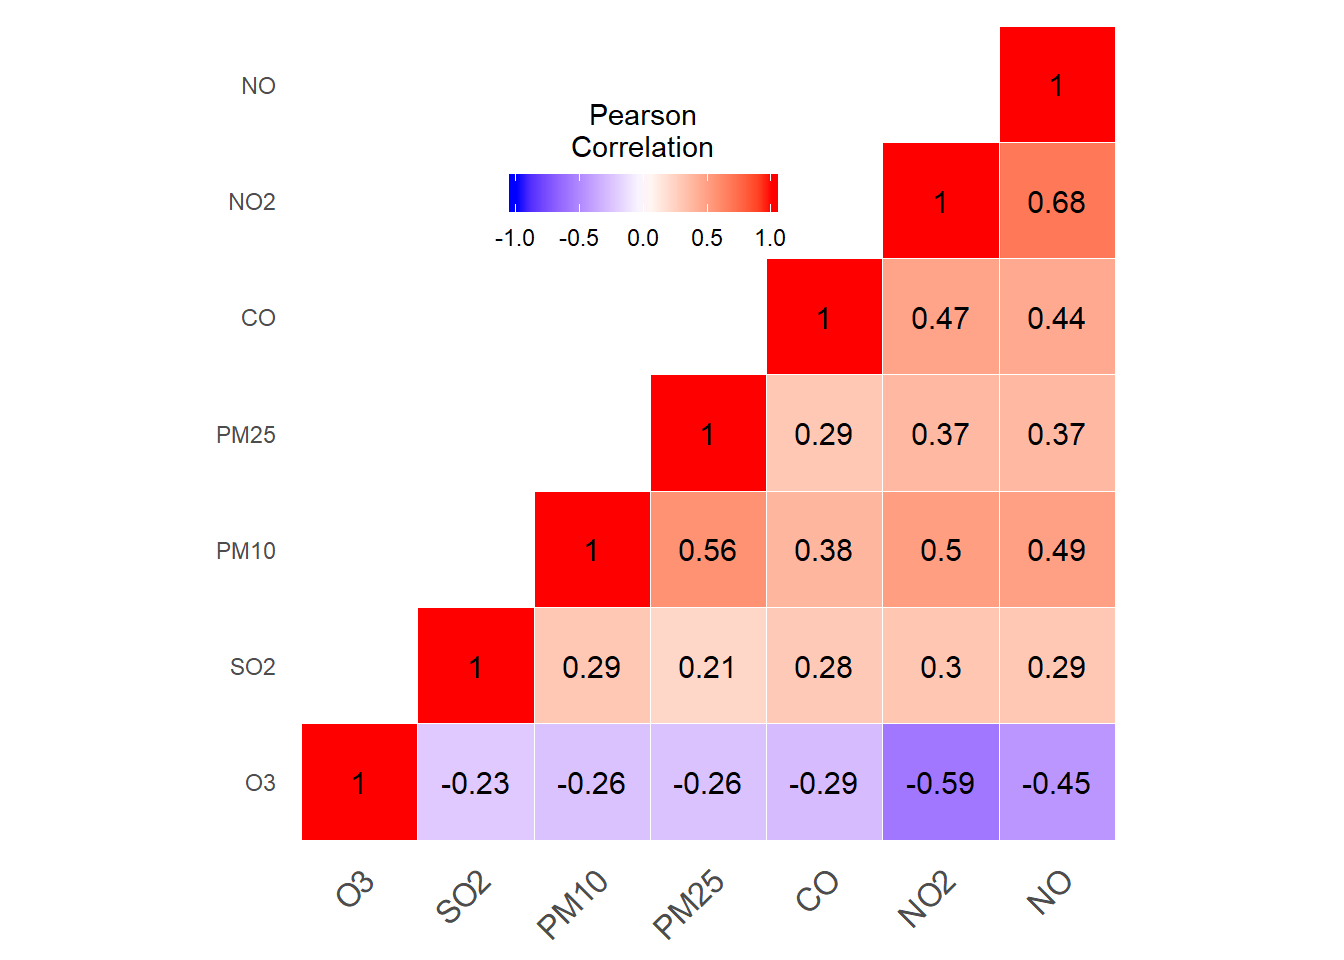 NO
1
Pearson
Correlation
-1.0 -0.5 0.0 0.5 1.0
NO2
1 0.68
CO
1 0.47 0.44
PM25
1 0.29 0.37 0.37
PM10
1 0.56 0.38 0.5 0.49
SO2
1 0.29 0.21 0.28 0.3 0.29
O3
1 -0.23 -0.26 -0.26 -0.29 -0.59 -0.45
O3 SO2 PM10 PM25 CO NO2 NO